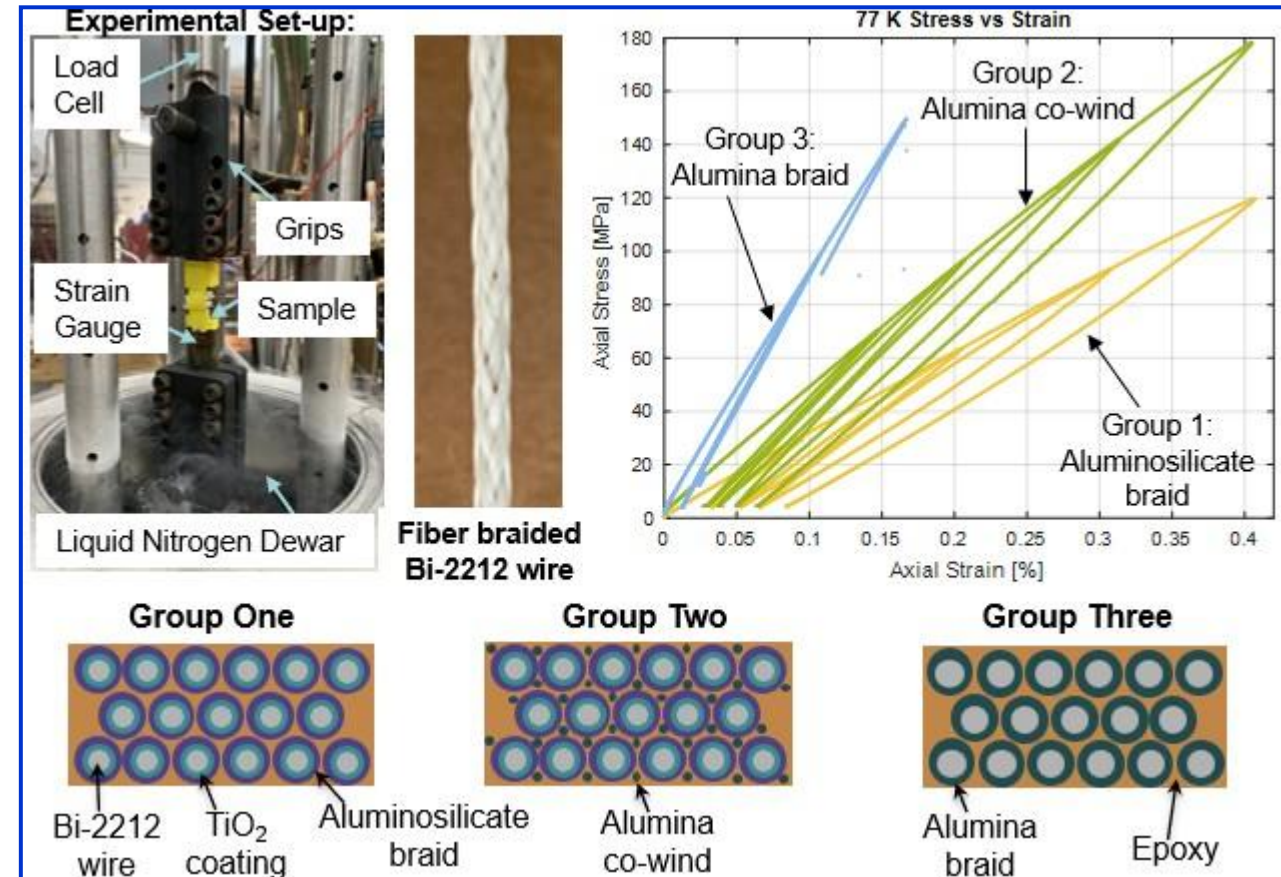 Experimental Set-up:
Load
Cell
Grips
Strain
Gauge
Sample
Liquid Nitrogen Dewar
Fiber braided
Bi-2212 wire
77 K Stress vs Strain
180
160
140
120
100
80
60
40
20
0
Axial Stress [MPa]
Group 2:
Alumina co-wind
Group 3:
Alumina braid
Group 1:
Aluminosilicate
braid
0 0.05 0.1 0.15 0.2 0.25 0.3 0.35 0.4
Axial Strain [%]
Group One
Group Two
Group Three
Bi-2212
wire
TiO₂
coating
Aluminosilicate
braid
Alumina
co-wind
Alumina
braid
Epoxy